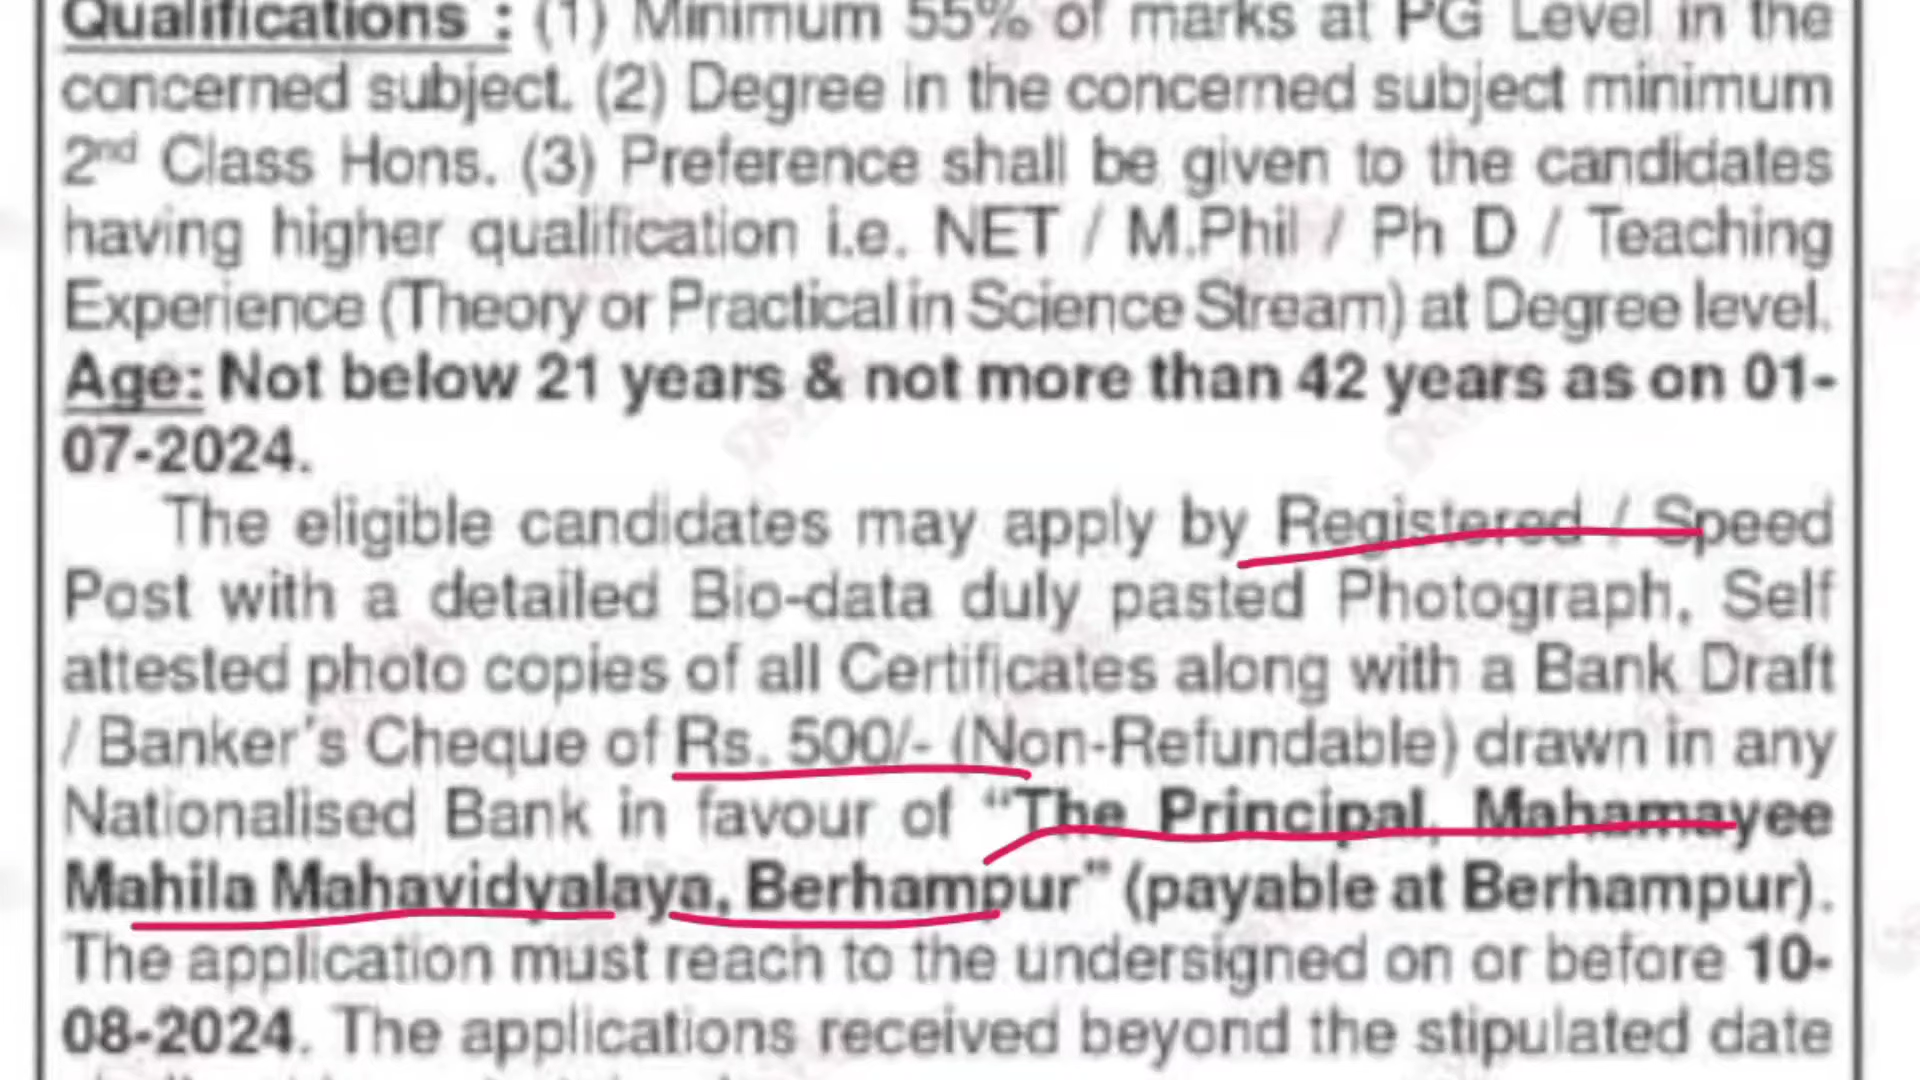 Qualifications : (1) Minimum 55% of marks at PG Level in the
concerned subject. (2) Degree in the concerned subject minimum
2nd Class Hons. (3) Preference shall be given to the candidates
having higher qualification i.e. NET / M.Phil / Ph D / Teaching
Experience (Theory or Practical in Science Stream) at Degree level.
Age: Not below 21 years & not more than 42 years as on 01-
07-2024.
The eligible candidates may apply by Registered / Speed
Post with a detailed Bio-data duly pasted Photograph, Self
attested photo copies of all Certificates along with a Bank Draft
/ Banker's Cheque of Rs. 500/- (Non-Refundable) drawn in any
Nationalised Bank in favour of “The Principal, Mahamayee
Mahila Mahavidyalaya, Berhampur” (payable at Berhampur).
The application must reach to the undersigned on or before 10-
08-2024. The applications received beyond the stipulated date